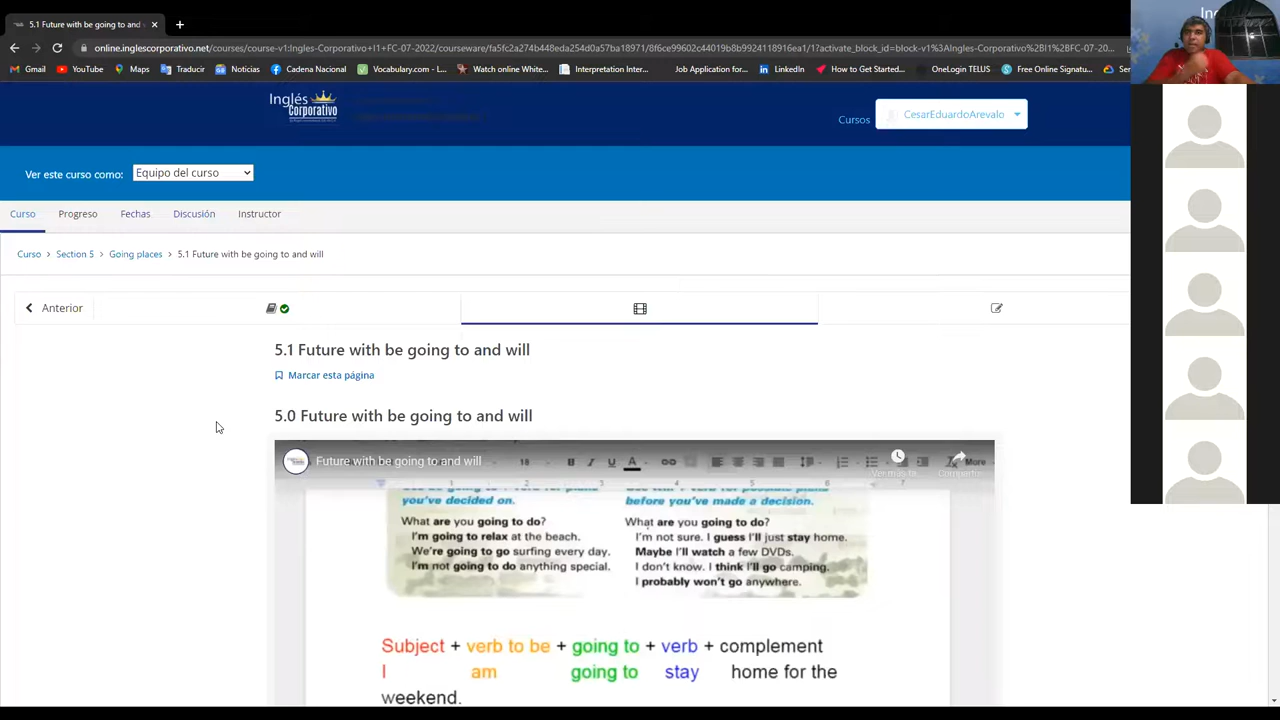 5.1 Future with be going to and
online.inglescorporativo.net/courses/course-v1:Ingles-Corporativo+I1+FC-07-2022/courseware/fa5fc2a274b448eda254d0a57ba18971/8f6ce99602c44019b8b9924118916ea1/1?activate_block_id=block-v1%3AIngles-Corporativo%2BI1%2BFC-07-20...
Gmail YouTube Maps Traducir Noticias Cadena Nacional Vocabulary.com - L... Watch online White... Interpretation Inter... Job Application for... LinkedIn How to Get Started... OneLogin TELUS Free Online Signatu... Ser
Inglés
Corporativo
Cursos CesarEduardoArevalo
Ver este curso como: Equipo del curso
Curso Progreso Fechas Discusión Instructor
Curso > Section 5 > Going places > 5.1 Future with be going to and will
Anterior
5.1 Future with be going to and will
Marcar esta página
5.0 Future with be going to and will
Future with be going to and will
18 B I U A More
1 2 3 4 5 6 7
you've decided on. before you've made a decision.
What are you going to do? What are you going to do?
I'm going to relax at the beach. I'm not sure. I guess I'll just stay home.
We're going to go surfing every day. Maybe I'll watch a few DVDs.
I'm not going to do anything special. I don't know. I think I'll go camping.
I probably won't go anywhere.
Subject + verb to be + going to + verb + complement
I am going to stay home for the
weekend.